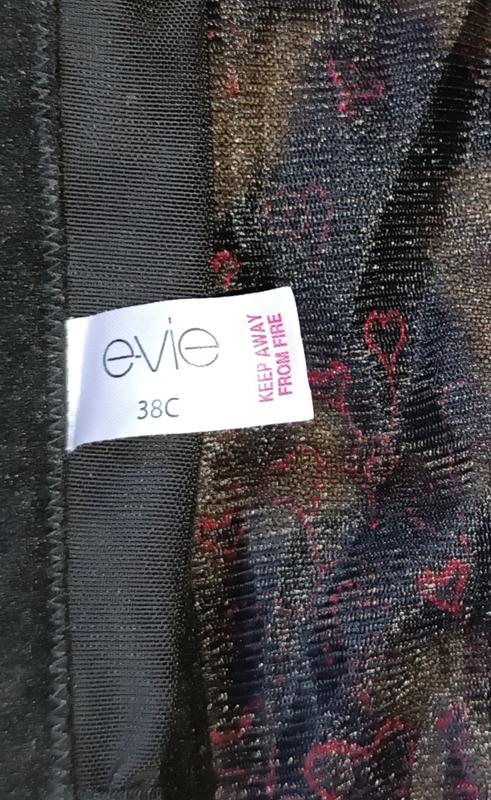 e-vie
38C
KEEP AWAY
FROM FIRE